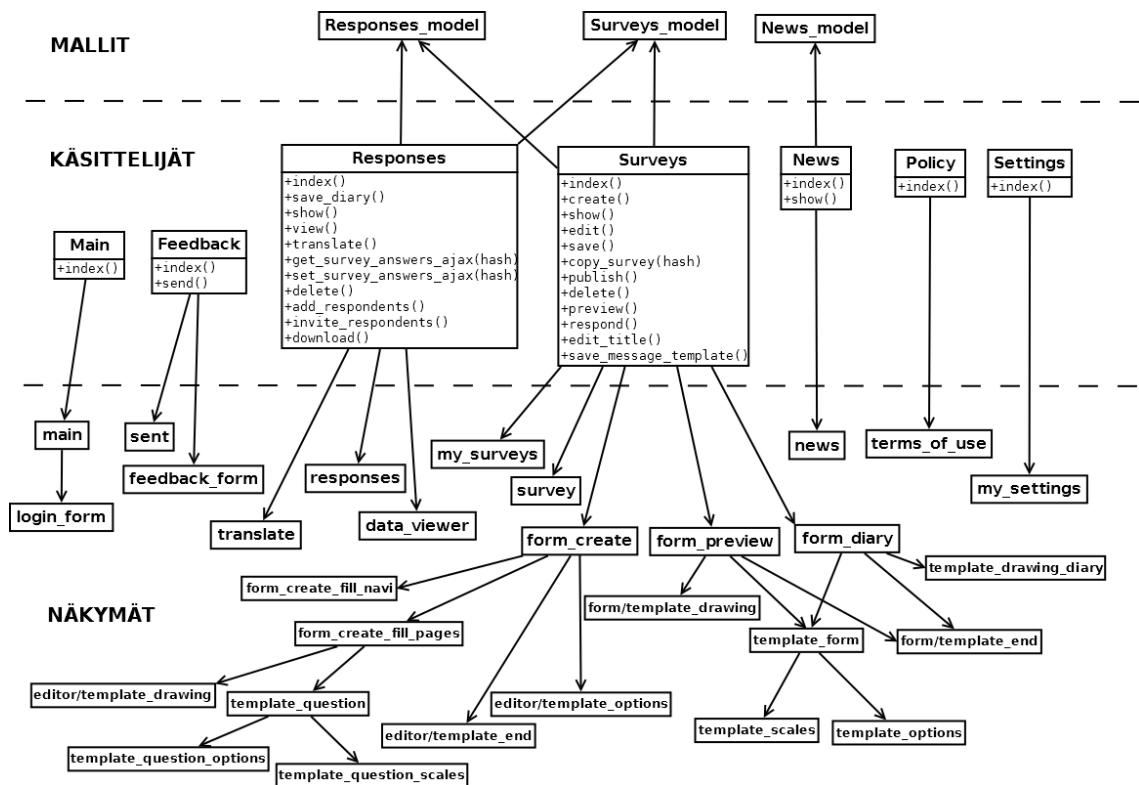 MALLIT
Responses_model
Surveys_model
News_model
KÄSITTELIJÄT
Responses
+index()
+save_diary()
+show()
+view()
+translate()
+get_survey_answers_ajax(hash)
+set_survey_answers_ajax(hash)
+delete()
+add_respondents()
+invite_respondents()
+download()
Surveys
+index()
+create()
+show()
+edit()
+save()
+copy_survey(hash)
+publish()
+delete()
+preview()
+respond()
+edit_title()
+save_message_template()
News
+index()
+show()
Policy
+index()
Settings
+index()
Main
+index()
Feedback
+index()
+send()
main
sent
my_surveys
news
terms_of_use
feedback_form
responses
survey
my_settings
login_form
translate
data_viewer
form_create
form_preview
form_diary
template_drawing_diary
form_create_fill_navi
NÄKYMÄT
form/template_drawing
form_create_fill_pages
template_form
form/template_end
editor/template_drawing
template_question
editor/template_options
editor/template_end
template_scales
template_options
template_question_options
template_question_scales